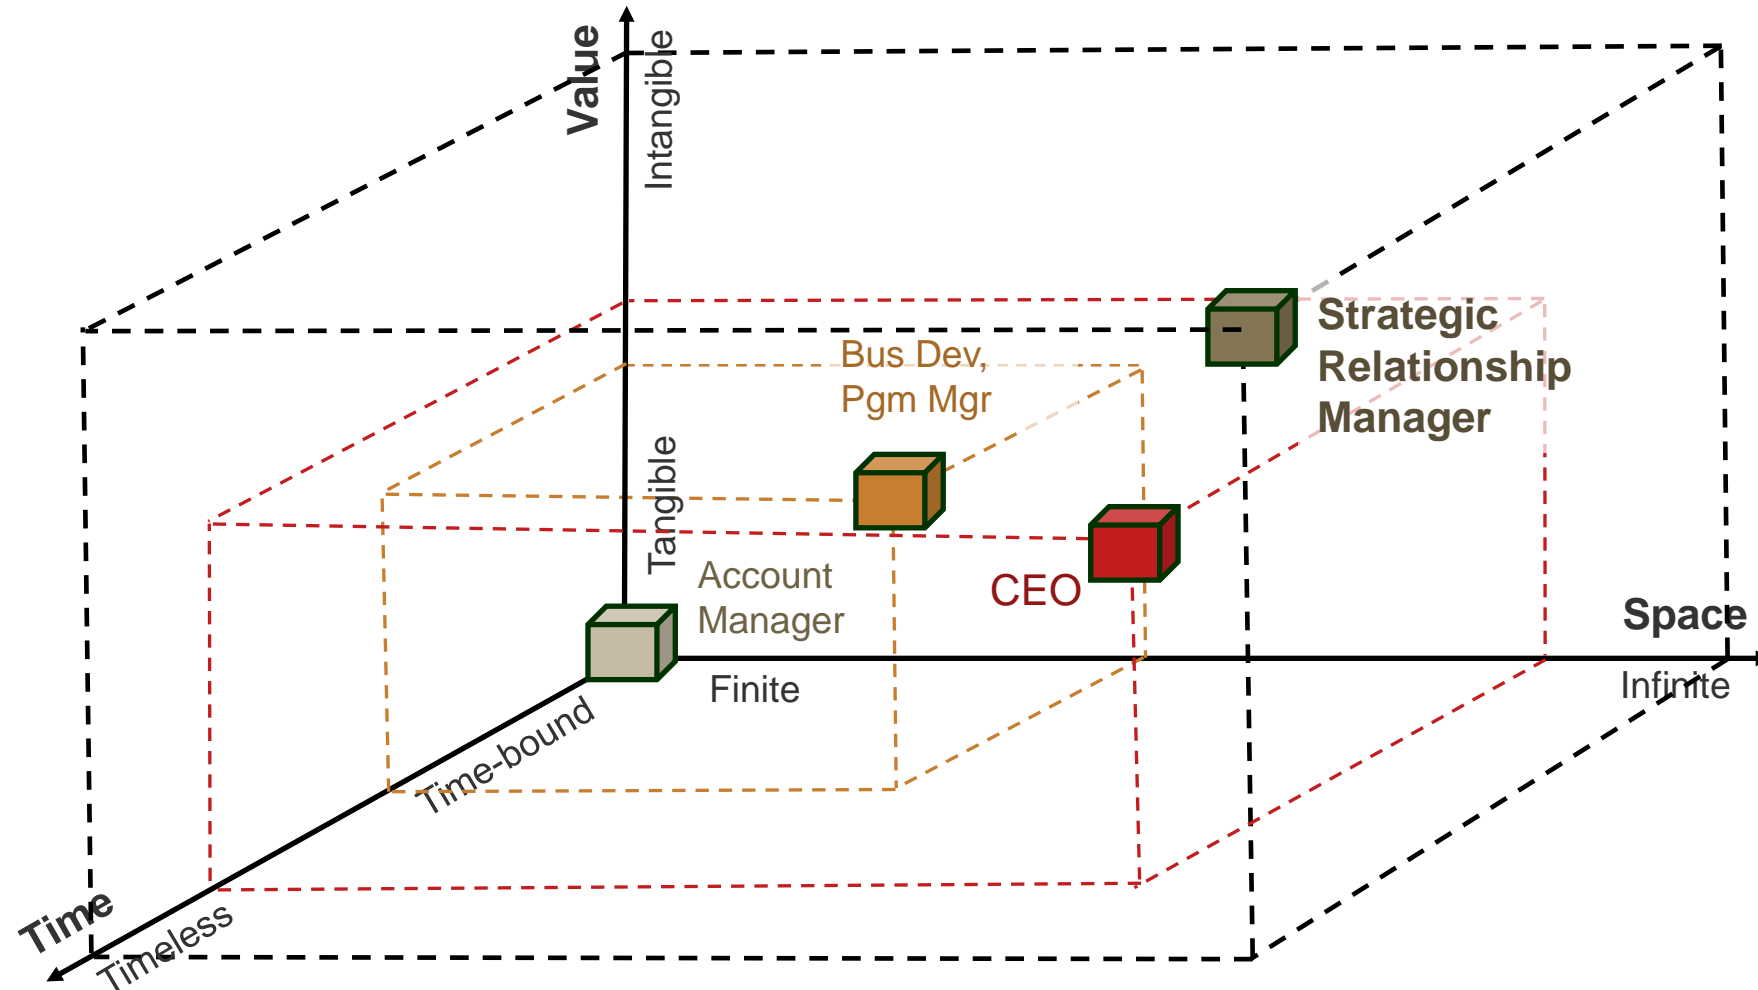 Value
Intangible
Strategic
Relationship
Manager
Bus Dev,
Pgm Mgr
Tangible
Account
Manager
CEO
Space
Finite
Infinite
Time-bound
Time
Timeless